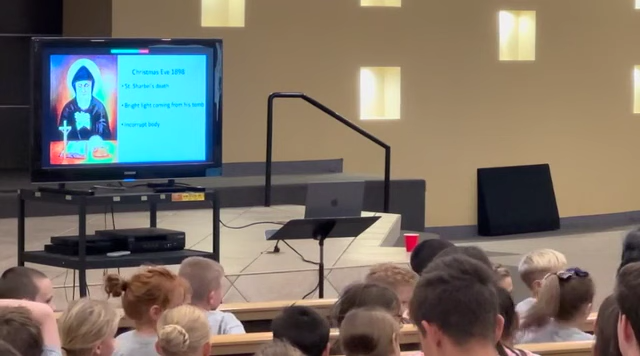 Christmas Eve 1898
• St. Sharbel's death
• Bright light coming from his tomb
• Incorrupt body